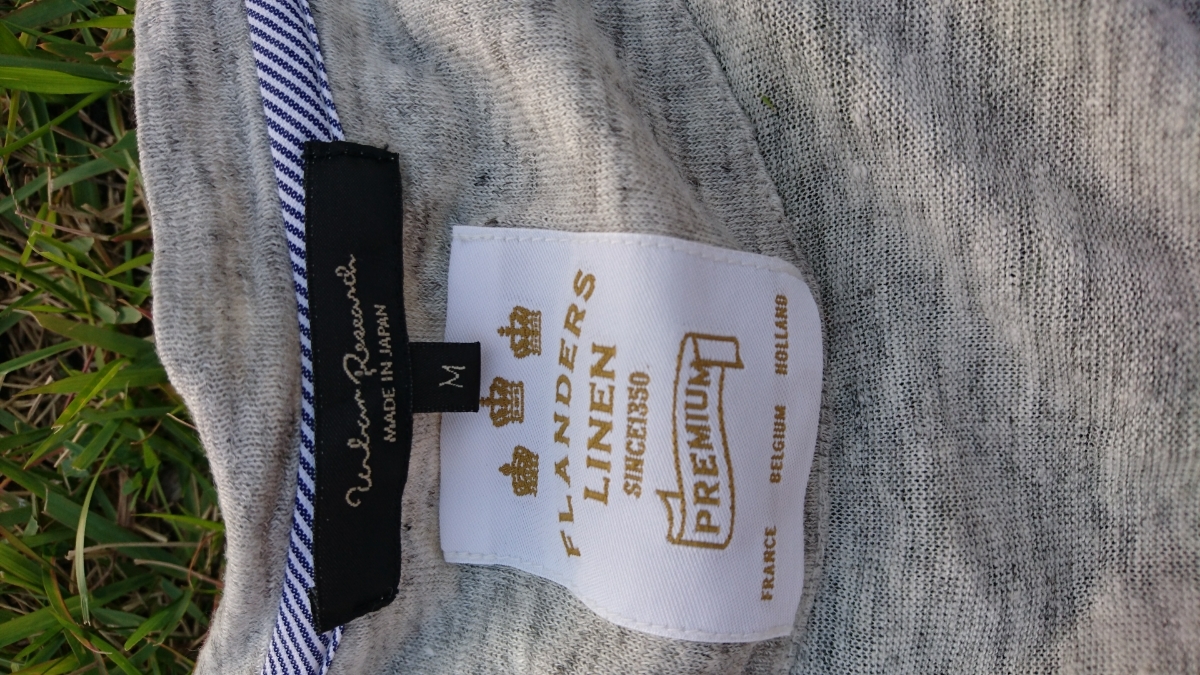 Urban Research
MADE IN JAPAN
M
FLANDERS
LINEN
SINCE1350
PREMIUM
FRANCE BELGIUM HOLLAND